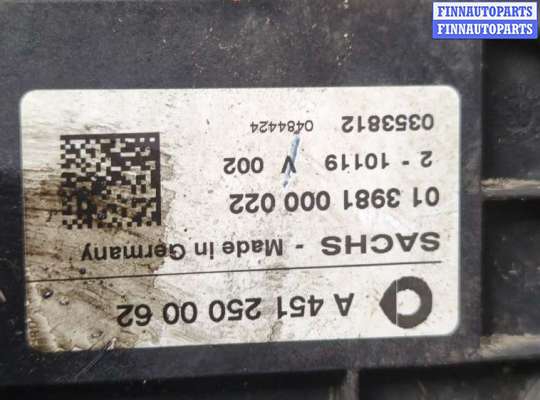 FINNAUTOPARTS
FINNAUTOPARTS
A 451 250 00 62
SACHS - Made in Germany
01 3981 000 022
2 - 10119 V 002
0353812 0484424